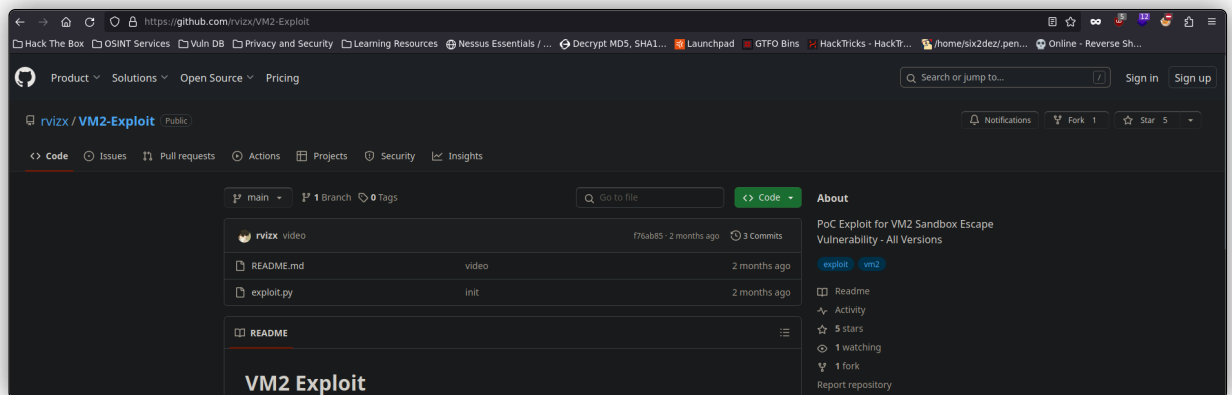 https://github.com/rvizx/VM2-Exploit
5 12
Hack The Box OSINT Services Vuln DB Privacy and Security Learning Resources Nessus Essentials / ... Decrypt MD5, SHA1... Launchpad GTFO Bins HackTricks - HackTr... /home/six2dez/.pen... Online - Reverse Sh...
Product Solutions Open Source Pricing Search or jump to... / Sign in Sign up
rvizx / VM2-Exploit Public Notifications Fork 1 Star 5
Code Issues Pull requests Actions Projects Security Insights
main 1 Branch 0 Tags Go to file Code About
PoC Exploit for VM2 Sandbox Escape
Vulnerability - All Versions
rvizx video f76ab85 · 2 months ago 3 Commits
README.md video 2 months ago exploit vm2
exploit.py init 2 months ago Readme
Activity
README 5 stars
1 watching
VM2 Exploit 1 fork
Report repository